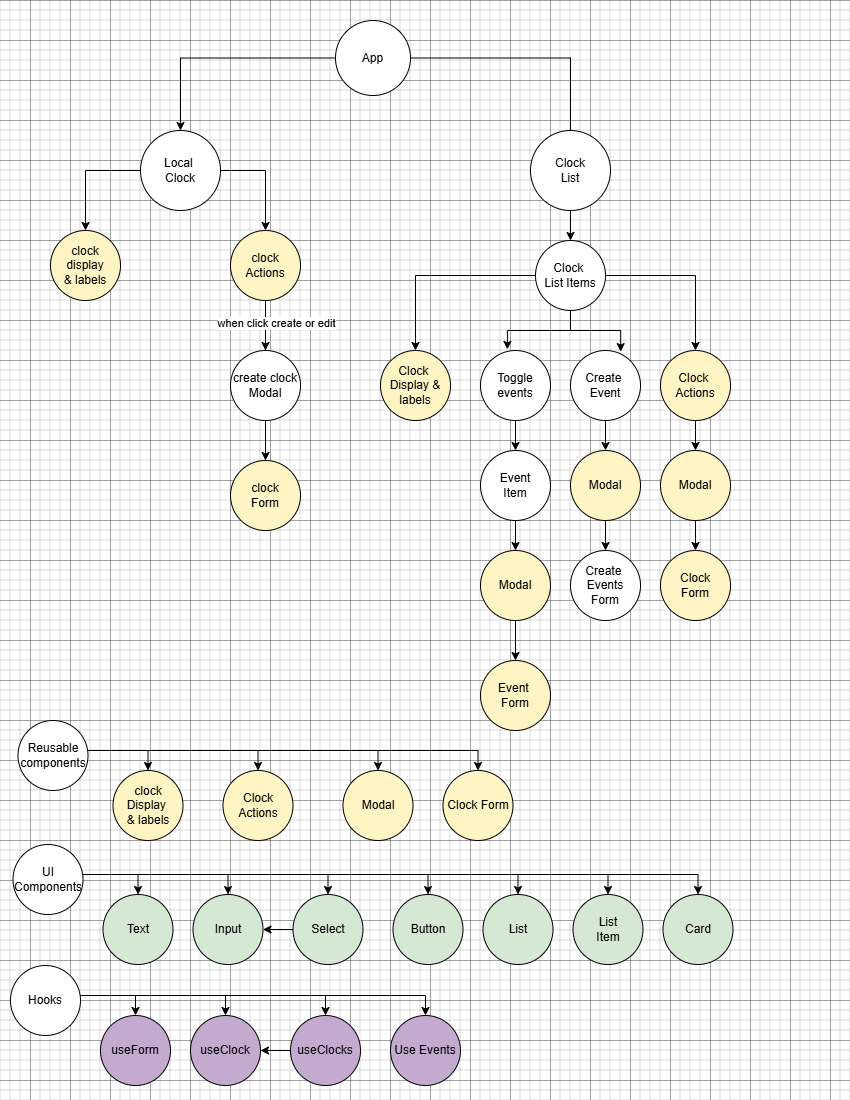 App
Local
Clock
Clock
List
clock
display
& labels
clock
Actions
Clock
List Items
when click create or edit
create clock
Modal
Clock
Display &
labels
Toggle
events
Create
Event
Clock
Actions
clock
Form
Event
Item
Modal
Modal
Modal
Create
Events
Form
Clock
Form
Event
Form
Reusable
components
clock
Display
& labels
Clock
Actions
Modal
Clock Form
UI
Components
Text
Input
Select
Button
List
List
Item
Card
Hooks
useForm
useClock
useClocks
Use Events